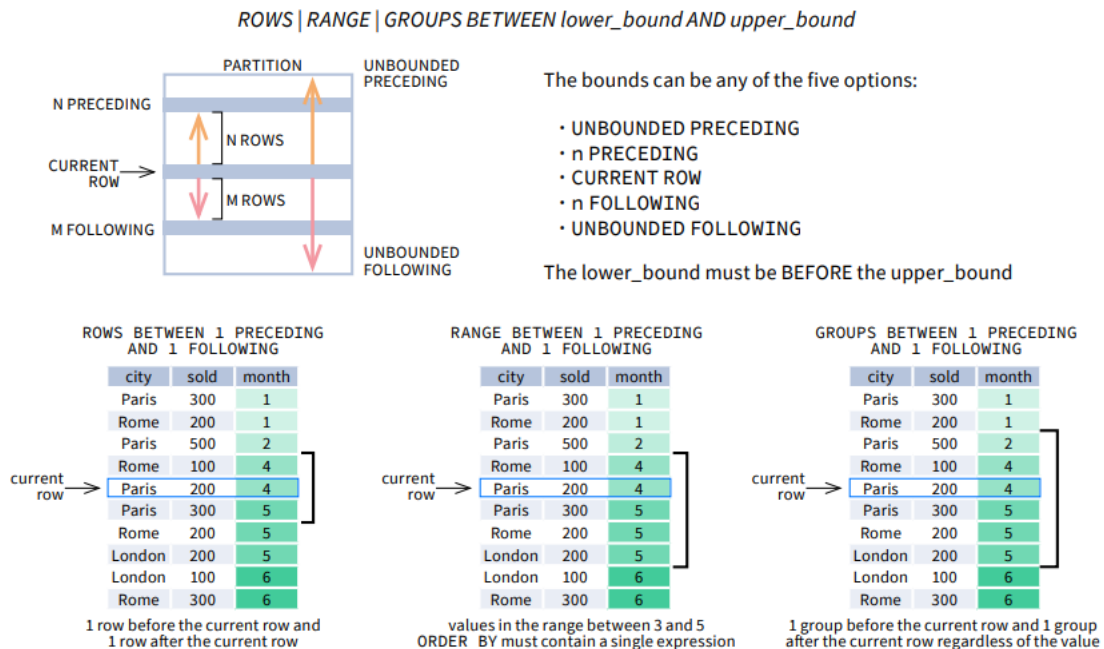 ROWS | RANGE | GROUPS BETWEEN lower_bound AND upper_bound
PARTITION
UNBOUNDED
PRECEDING
N PRECEDING
N ROWS
CURRENT
ROW
M ROWS
M FOLLOWING
UNBOUNDED
FOLLOWING
The bounds can be any of the five options:
· UNBOUNDED PRECEDING
· n PRECEDING
· CURRENT ROW
· n FOLLOWING
· UNBOUNDED FOLLOWING
The lower_bound must be BEFORE the upper_bound
ROWS BETWEEN 1 PRECEDING
AND 1 FOLLOWING
city sold month
Paris 300 1
Rome 200 1
Paris 500 2
Rome 100 4
current
row
Paris 200 4
Paris 300 5
Rome 200 5
London 200 5
London 100 6
Rome 300 6
1 row before the current row and
1 row after the current row
RANGE BETWEEN 1 PRECEDING
AND 1 FOLLOWING
city sold month
Paris 300 1
Rome 200 1
Paris 500 2
Rome 100 4
current
row
Paris 200 4
Paris 300 5
Rome 200 5
London 200 5
London 100 6
Rome 300 6
values in the range between 3 and 5
ORDER BY must contain a single expression
GROUPS BETWEEN 1 PRECEDING
AND 1 FOLLOWING
city sold month
Paris 300 1
Rome 200 1
Paris 500 2
Rome 100 4
current
row
Paris 200 4
Paris 300 5
Rome 200 5
London 200 5
London 100 6
Rome 300 6
1 group before the current row and 1 group
after the current row regardless of the value